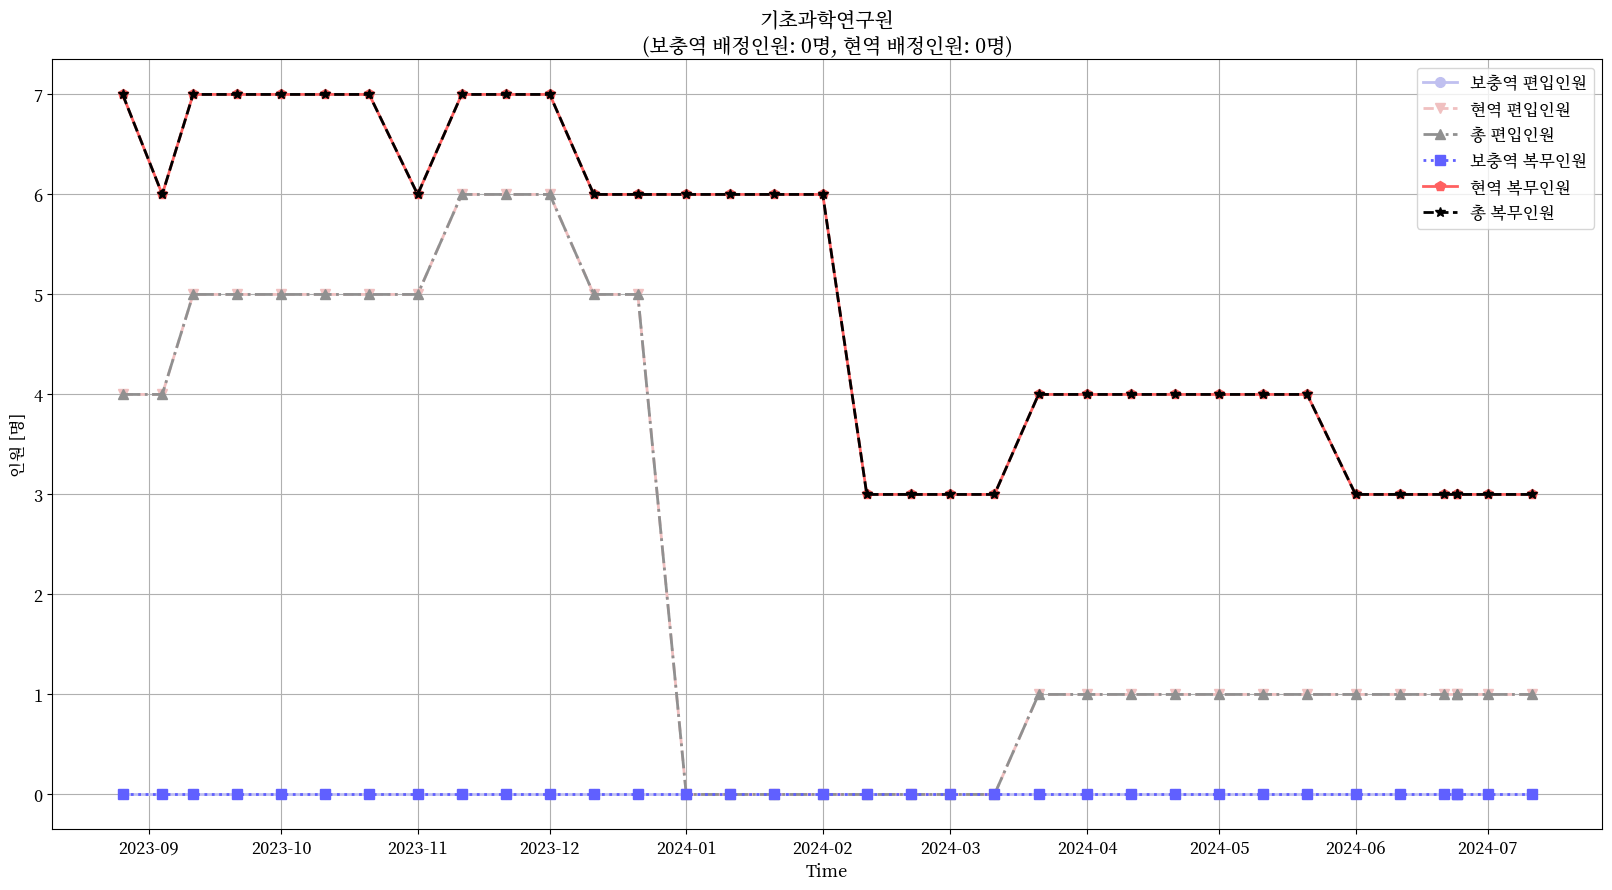 기초과학연구원
(보충역 배정인원: 0명, 현역 배정인원: 0명)
보충역 편입인원
현역 편입인원
총 편입인원
보충역 복무인원
현역 복무인원
총 복무인원
인원 [명]
7
6
5
4
3
2
1
0
2023-09 2023-10 2023-11 2023-12 2024-01 2024-02 2024-03 2024-04 2024-05 2024-06 2024-07
Time